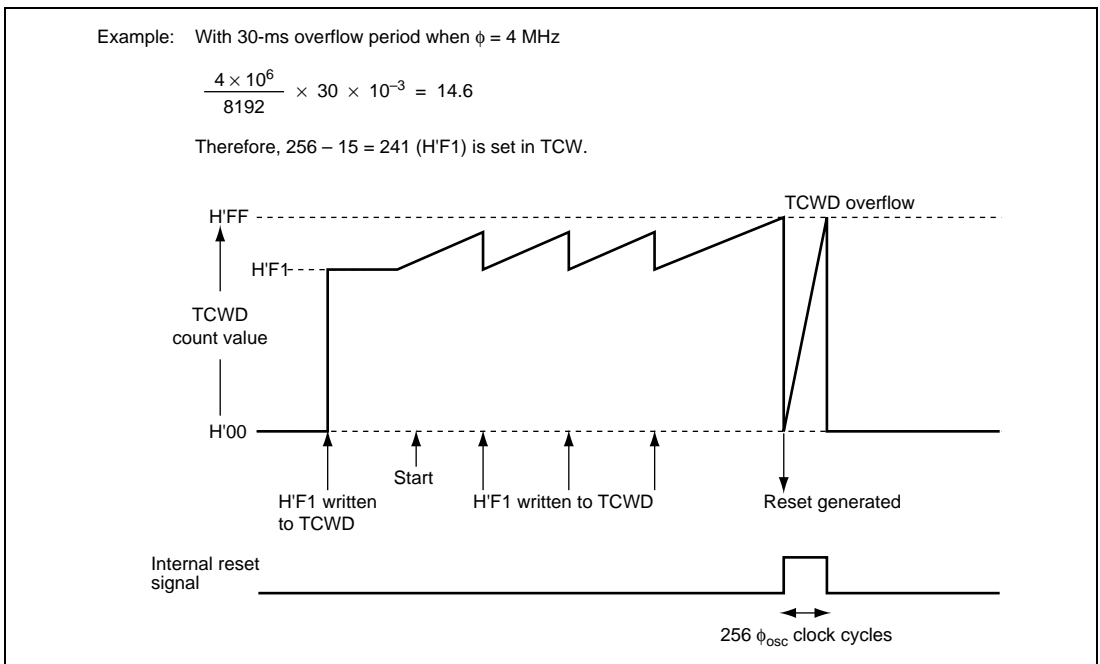 Example: With 30-ms overflow period when φ = 4 MHz
4 × 10⁶
8192
× 30 × 10⁻³ = 14.6
Therefore, 256 – 15 = 241 (H'F1) is set in TCW.
TCWD overflow
H'FF
H'F1
TCWD
count value
H'00
Start
H'F1 written
to TCWD
H'F1 written to TCWD
Reset generated
Internal reset
signal
256 φosc clock cycles